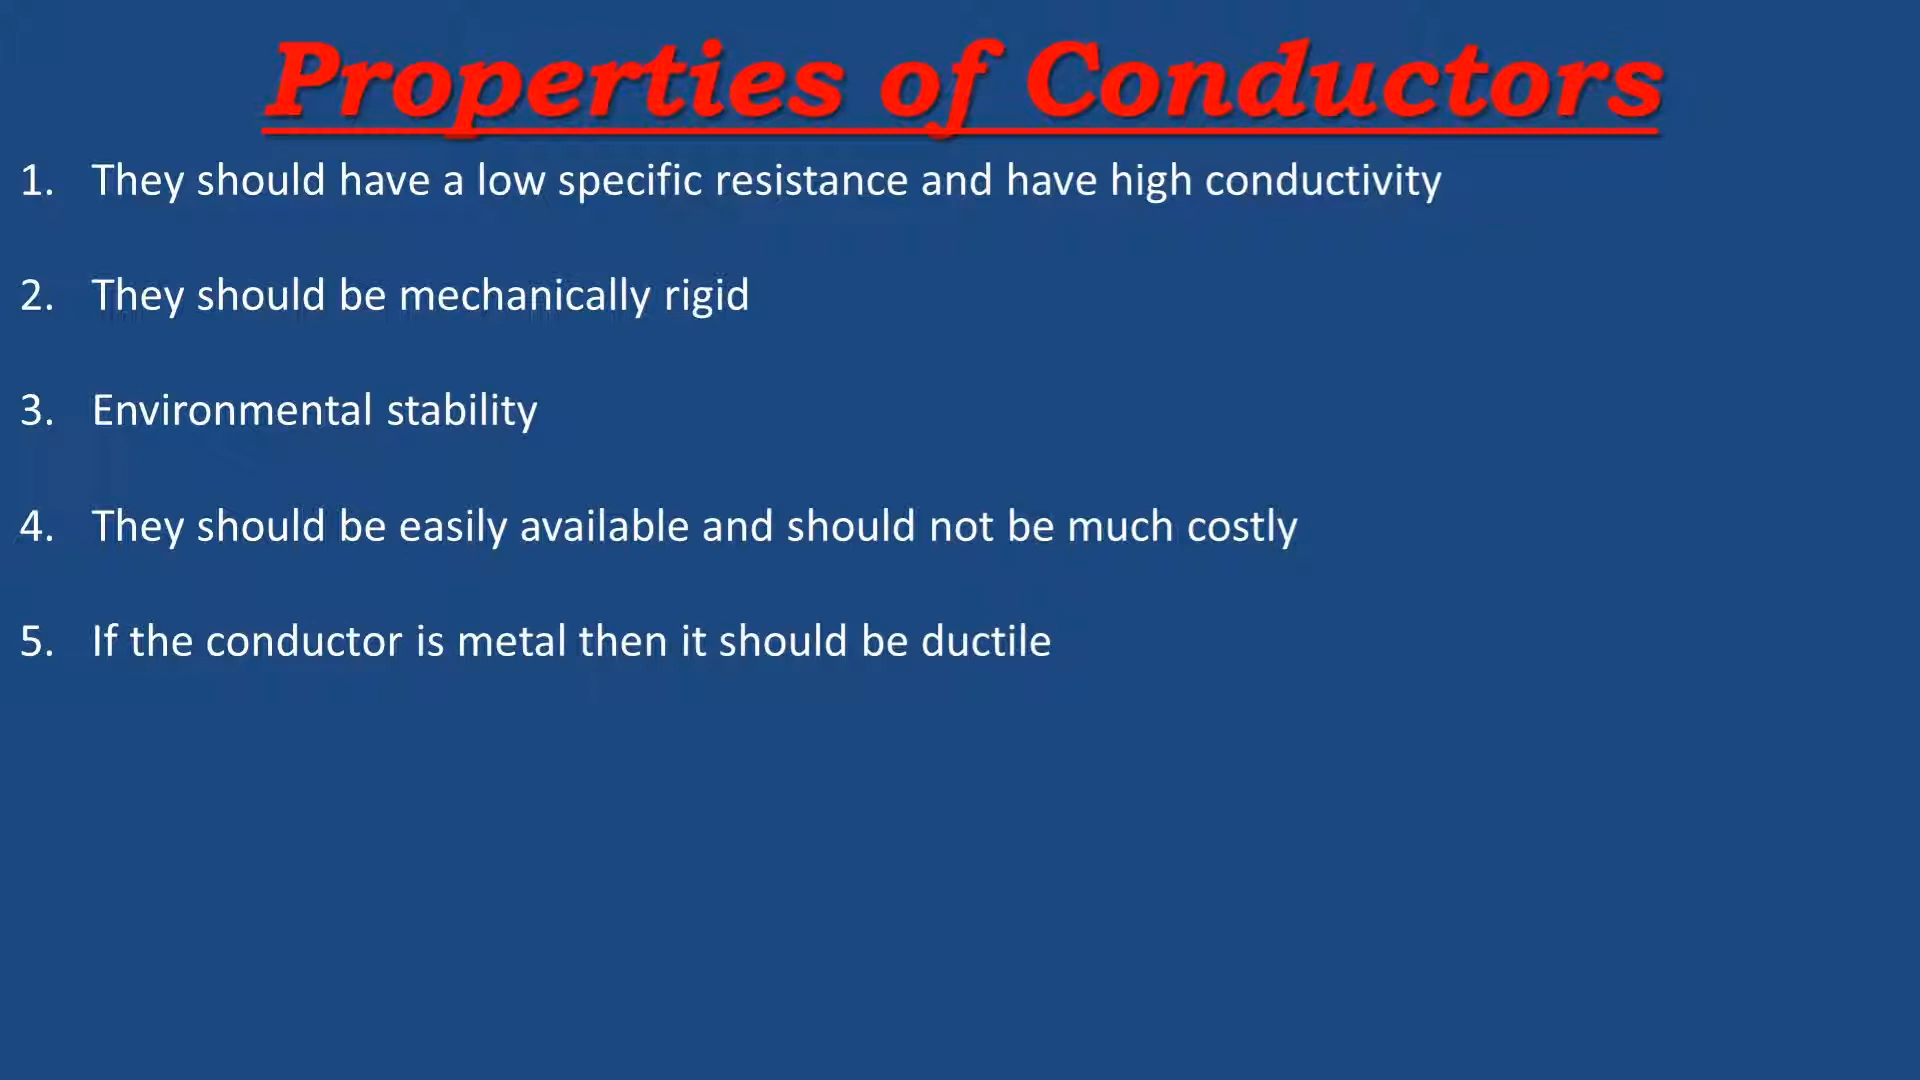 Properties of Conductors
1. They should have a low specific resistance and have high conductivity
2. They should be mechanically rigid
3. Environmental stability
4. They should be easily available and should not be much costly
5. If the conductor is metal then it should be ductile